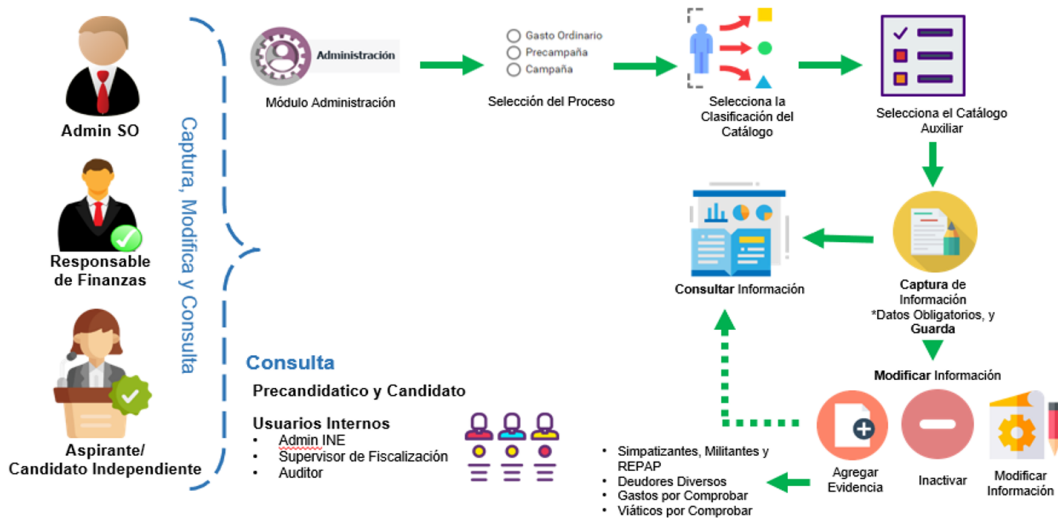 Admin SO
Responsable
de Finanzas
Aspirante/
Candidato Independiente
Captura, Modifica y Consulta
Administración
Módulo Administración
Gasto Ordinario
Precampaña
Campaña
Selección del Proceso
Selecciona la
Clasificación del
Catálogo
Selecciona el Catálogo
Auxiliar
Captura de
Información
*Datos Obligatorios, y
Guarda
Consultar Información
Modificar Información
Agregar
Evidencia
Inactivar
Modificar
Información
• Simpatizantes, Militantes y
REPAP
• Deudores Diversos
• Gastos por Comprobar
• Viáticos por Comprobar
Consulta
Precandidatico y Candidato
Usuarios Internos
• Admin INE
• Supervisor de Fiscalización
• Auditor